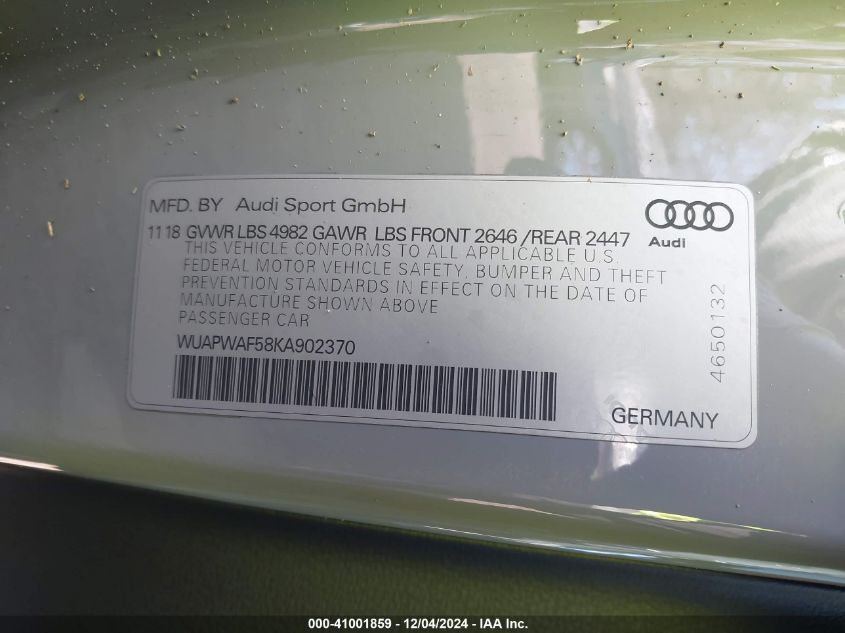 MFD. BY Audi Sport GmbH
11 18 GVWR LBS 4982 GAWR LBS FRONT 2646 /REAR 2447
Audi
THIS VEHICLE CONFORMS TO ALL APPLICABLE U.S.
FEDERAL MOTOR VEHICLE SAFETY, BUMPER AND THEFT
PREVENTION STANDARDS IN EFFECT ON THE DATE OF
MANUFACTURE SHOWN ABOVE
PASSENGER CAR
WUAPWAF58KA902370
4650132
GERMANY
000-41001859 - 12/04/2024 - IAA Inc.